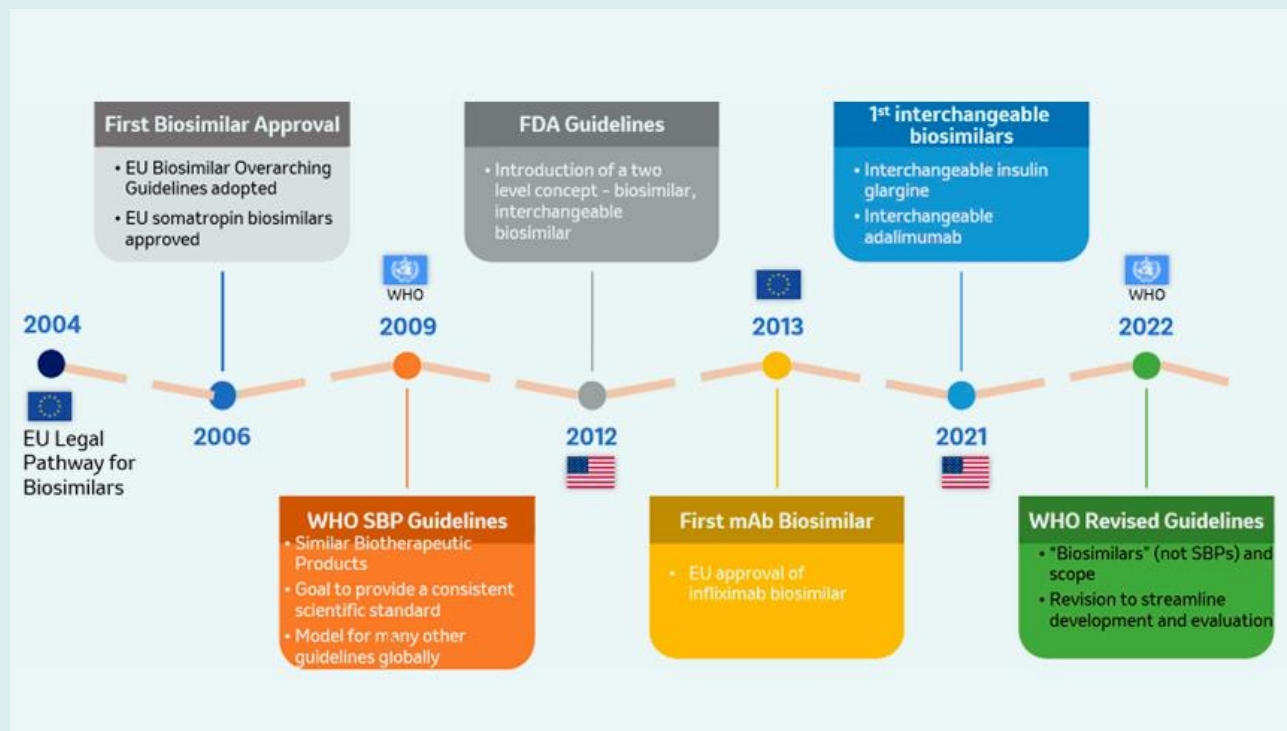 First Biosimilar Approval
• EU Biosimilar Overarching
Guidelines adopted
• EU somatropin biosimilars
approved
FDA Guidelines
• Introduction of a two
level concept – biosimilar,
interchangeable
biosimilar
1st interchangeable
biosimilars
• Interchangeable insulin
glargine
• Interchangeable
adalimumab
2004
EU Legal
Pathway for
Biosimilars
2006
WHO
2009
2012
2013
2021
WHO
2022
WHO SBP Guidelines
• Similar Biotherapeutic
Products
• Goal to provide a consistent
scientific standard
• Model for many other
guidelines globally
First mAb Biosimilar
• EU approval of
infliximab biosimilar
WHO Revised Guidelines
• "Biosimilars" (not SBPs) and
scope
• Revision to streamline
development and evaluation